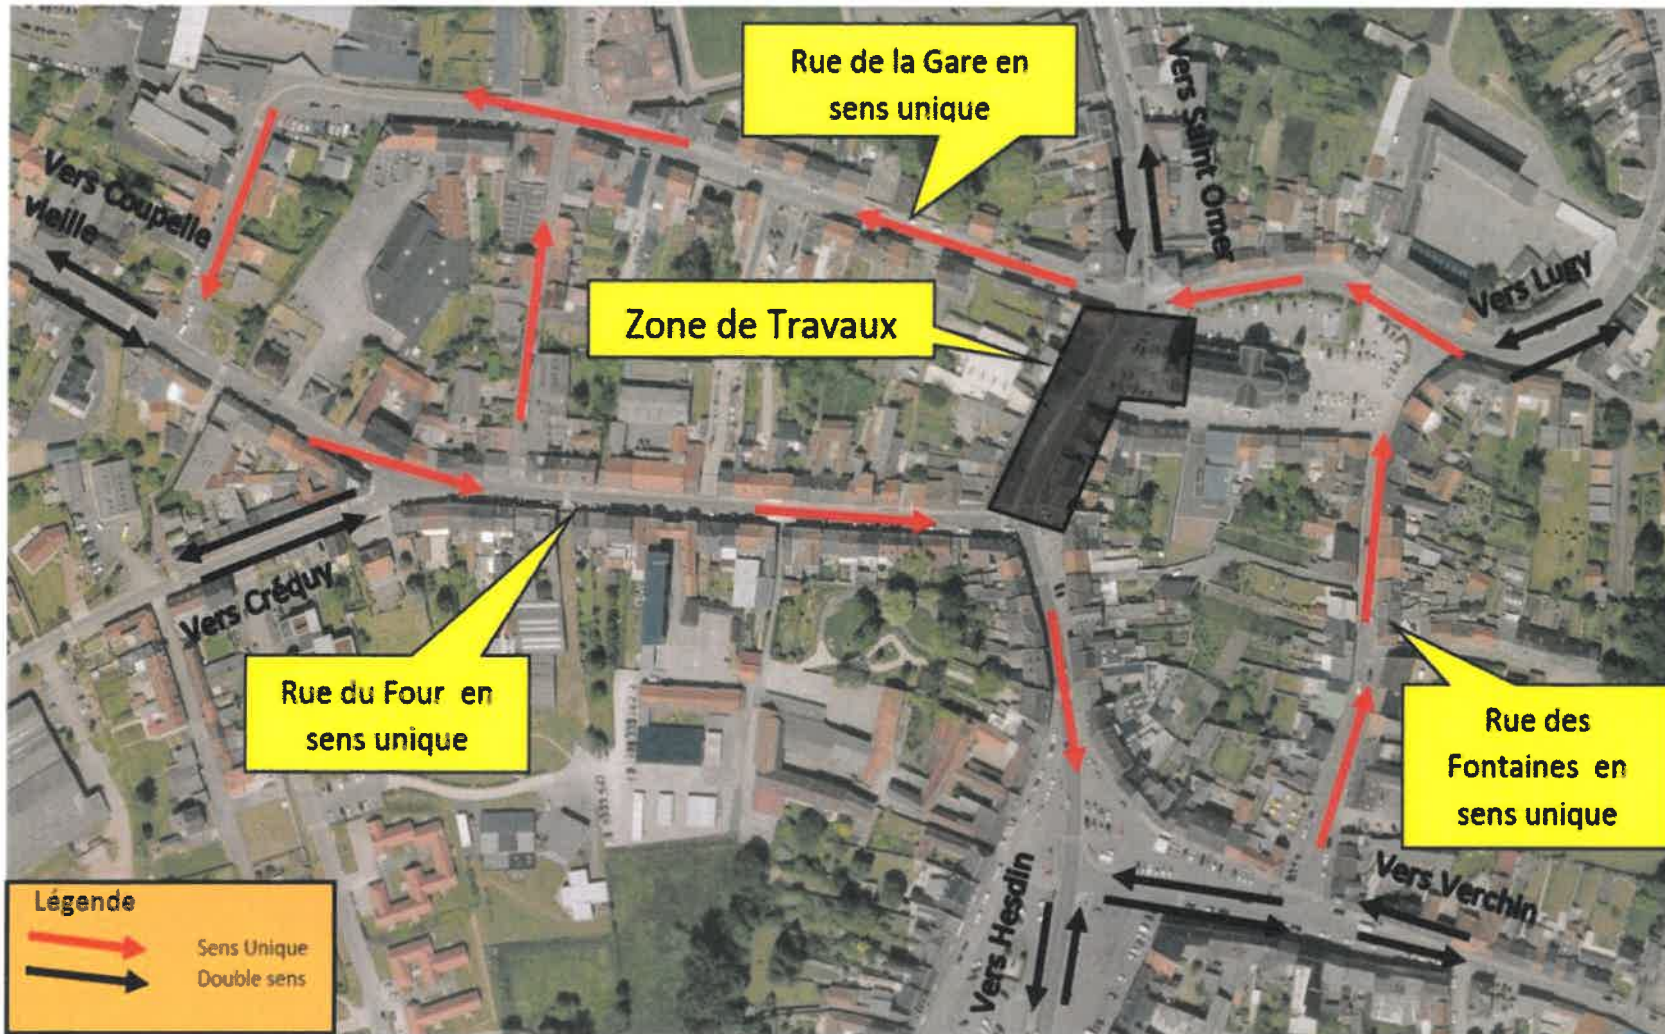 Rue de la Gare en
sens unique
Vers Saint Omer
Vers Coupelle
vieille
Vers Lugy
Zone de Travaux
Vers Créquy
Rue du Four en
sens unique
Rue des
Fontaines en
sens unique
Vers Verchin
Vers Hesdin
Légende
Sens Unique
Double sens